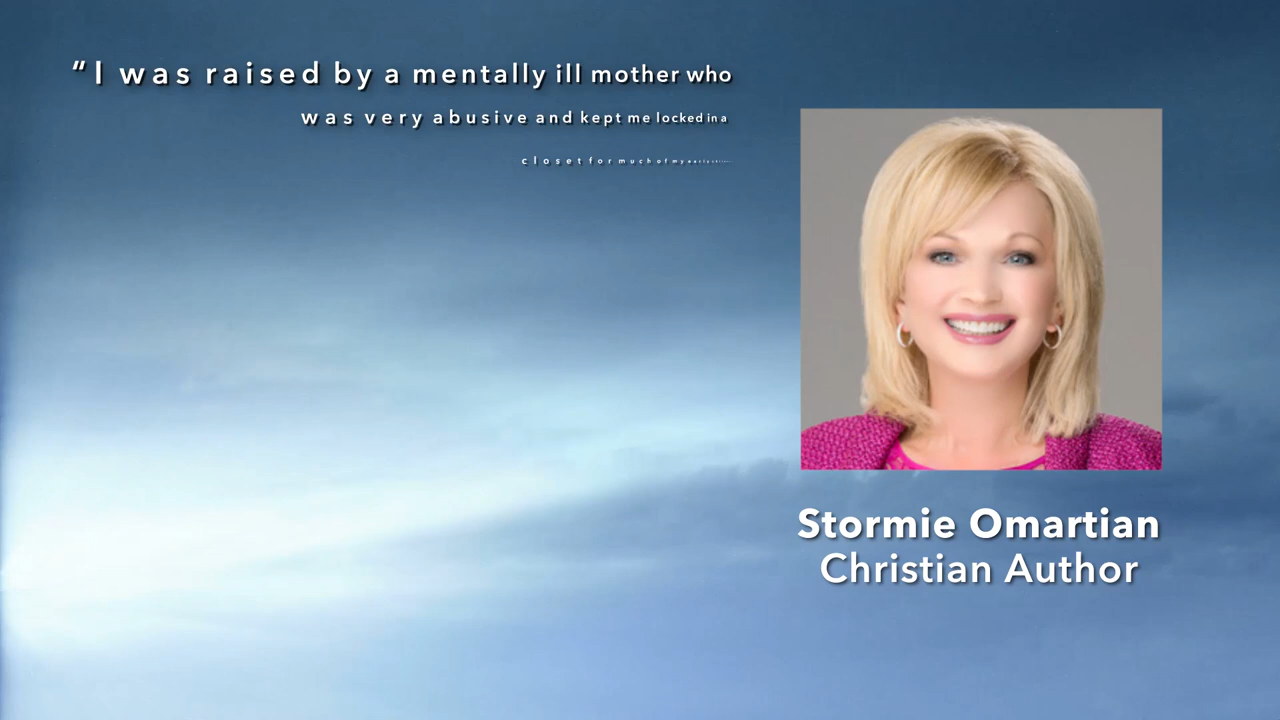 “I was raised by a mentally ill mother who
was very abusive and kept me locked in a
closet for much of my
Stormie Omartian
Christian Author